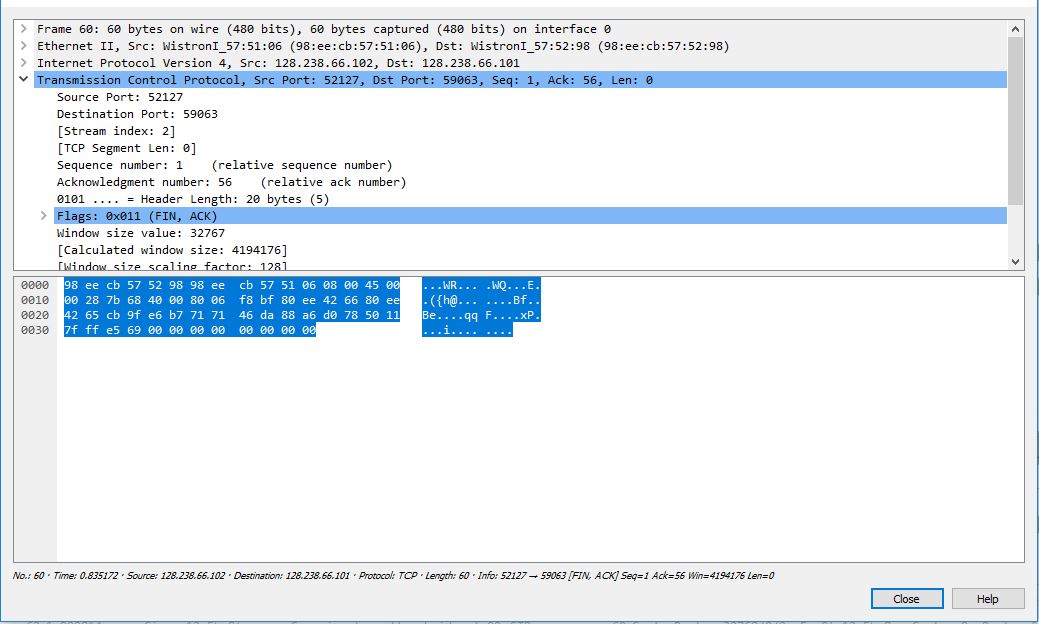 Frame 60: 60 bytes on wire (480 bits), 60 bytes captured (480 bits) on interface 0
Ethernet II, Src: WistronI_57:51:06 (98:ee:cb:57:51:06), Dst: WistronI_57:52:98 (98:ee:cb:57:52:98)
Internet Protocol Version 4, Src: 128.238.66.102, Dst: 128.238.66.101
Transmission Control Protocol, Src Port: 52127, Dst Port: 59063, Seq: 1, Ack: 56, Len: 0
Source Port: 52127
Destination Port: 59063
[Stream index: 2]
[TCP Segment Len: 0]
Sequence number: 1    (relative sequence number)
Acknowledgment number: 56    (relative ack number)
0101 .... = Header Length: 20 bytes (5)
Flags: 0x011 (FIN, ACK)
Window size value: 32767
[Calculated window size: 4194176]
[Window size scaling factor: 128]
0000 98 ee cb 57 52 98 98 ee cb 57 51 06 08 00 45 00 ...WR... .WQ...E.
0010 00 28 7b 68 40 00 80 06 f8 bf 80 ee 42 66 80 ee .({h@... ....Bf..
0020 42 65 cb 9f e6 b7 71 71 46 da 88 a6 d0 78 50 11 Be....qq F....xP.
0030 7f ff e5 69 00 00 00 00 00 00 00 00 ...i.... ....
No.: 60 · Time: 0.835172 · Source: 128.238.66.102 · Destination: 128.238.66.101 · Protocol: TCP · Length: 60 · Info: 52127 → 59063 [FIN, ACK] Seq=1 Ack=56 Win=4194176 Len=0
Close Help